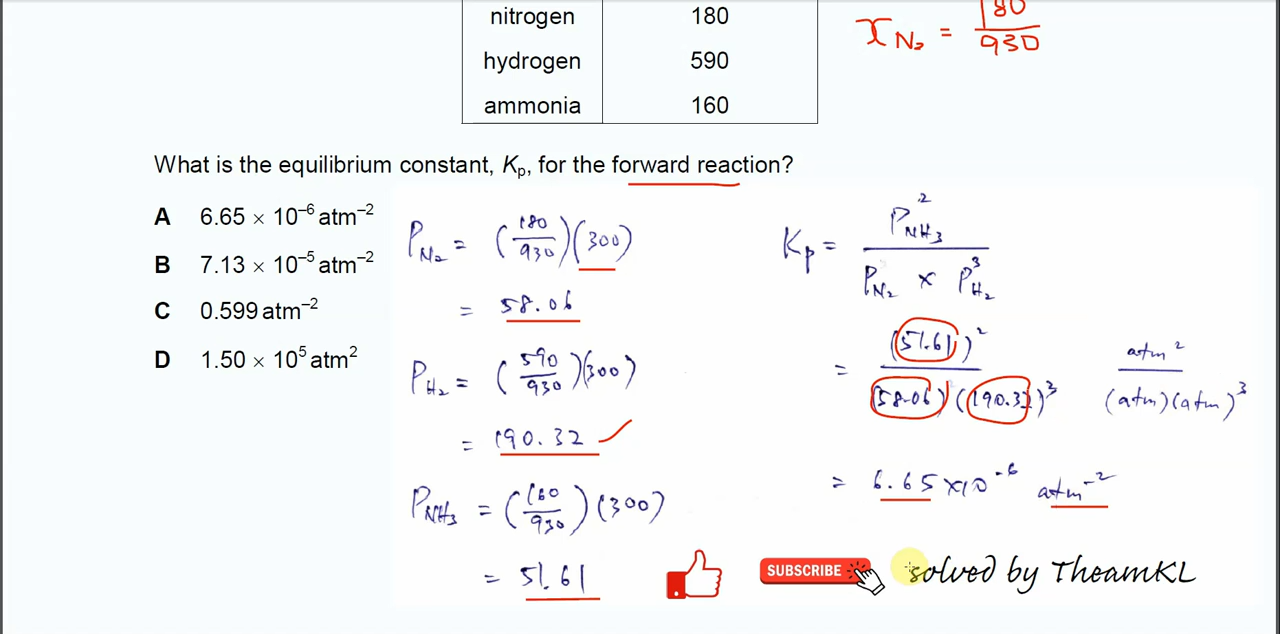 nitrogen 180
x_N₂ = 180/930
hydrogen 590
ammonia 160
What is the equilibrium constant, Kp, for the forward reaction?
A 6.65 × 10⁻⁶ atm⁻²
B 7.13 × 10⁻⁵ atm⁻²
C 0.599 atm⁻²
D 1.50 × 10⁵ atm²
P_N₂ = (180/930)(300)
= 58.06
P_H₂ = (590/930)(300)
= 190.32
P_NH₃ = (160/930)(300)
= 51.61
Kp = P_NH₃² / P_N₂ × P_H₂³
= (51.61)² / (58.06)(190.32)³ atm² / (atm)(atm)³
= 6.65 × 10⁻⁶ atm⁻²
SUBSCRIBE
solved by TheamKL